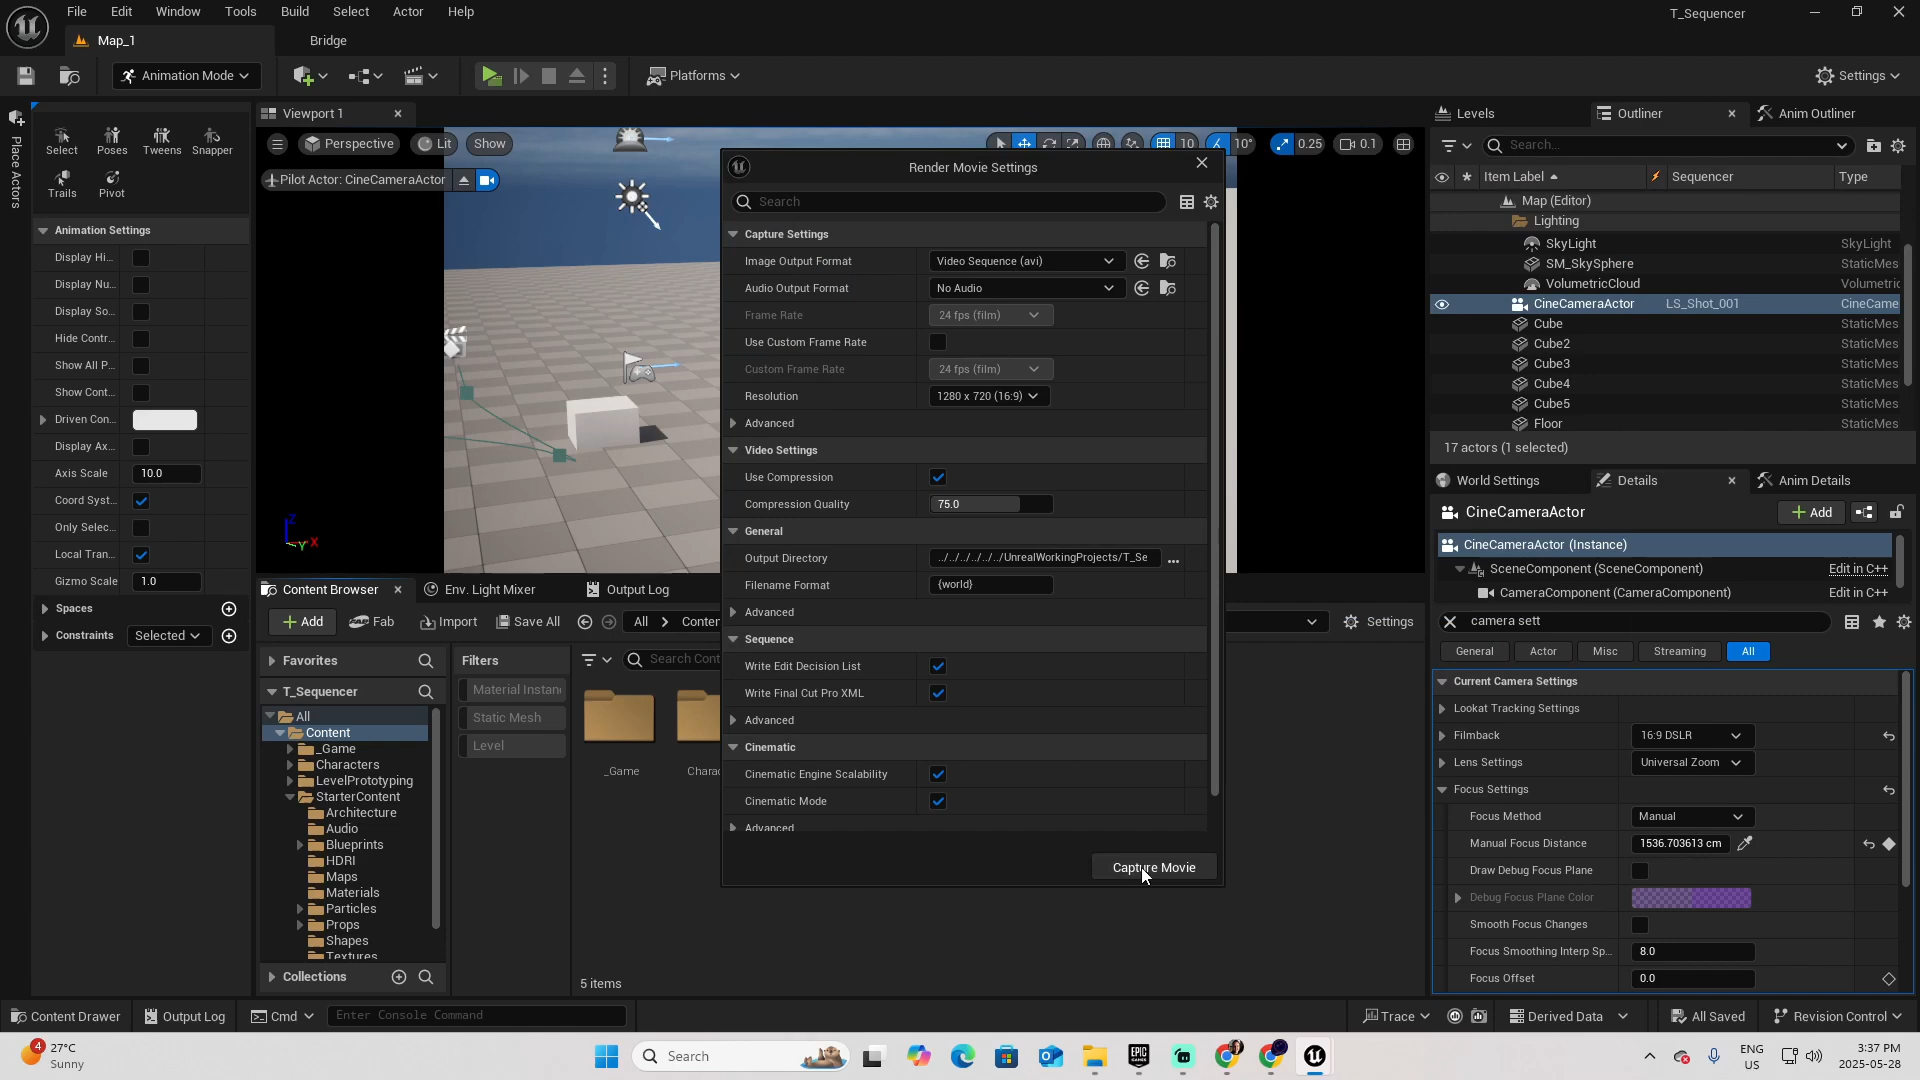 File Edit Window Tools Build Select Actor Help
T_Sequencer
Map_1
Bridge
Animation Mode
Platforms
Settings
Place Actors
Select Poses Tweens Snapper
Trails Pivot
Animation Settings
Display Hi...
Display Nu...
Display So...
Hide Contr...
Show All P...
Show Cont...
Driven Con...
Display Ax...
Axis Scale 10.0
Coord Syst...
Only Selec...
Local Tran...
Gizmo Scale 1.0
Spaces
Constraints Selected
Viewport 1
Perspective Lit Show
10 10° 0.25 0.1
Pilot Actor: CineCameraActor
Z
Y X
Render Movie Settings
Search
Capture Settings
Image Output Format Video Sequence (avi)
Audio Output Format No Audio
Frame Rate 24 fps (film)
Use Custom Frame Rate
Custom Frame Rate 24 fps (film)
Resolution 1280 x 720 (16:9)
Advanced
Video Settings
Use Compression
Compression Quality 75.0
General
Output Directory ../../../../../../UnrealWorkingProjects/T_Se
Filename Format {world}
Advanced
Sequence
Write Edit Decision List
Write Final Cut Pro XML
Advanced
Cinematic
Cinematic Engine Scalability
Cinematic Mode
Advanced
Capture Movie
Content Browser Env. Light Mixer Output Log
Add Fab Import Save All All Conten Settings
Favorites
T_Sequencer
All
Content
_Game
Characters
LevelPrototyping
StarterContent
Architecture
Audio
Blueprints
HDRI
Maps
Materials
Particles
Props
Shapes
Textures
Collections
Filters
Material Instan
Static Mesh
Level
Search Cont
_Game Charac
5 items
Levels Outliner Anim Outliner
Search...
Item Label Sequencer Type
Map (Editor)
Lighting
SkyLight SkyLight
SM_SkySphere StaticMes
VolumetricCloud Volumetric
CineCameraActor LS_Shot_001 CineCame
Cube StaticMes
Cube2 StaticMes
Cube3 StaticMes
Cube4 StaticMes
Cube5 StaticMes
Floor StaticMes
17 actors (1 selected)
World Settings Details Anim Details
CineCameraActor Add
CineCameraActor (Instance)
SceneComponent (SceneComponent) Edit in C++
CameraComponent (CameraComponent) Edit in C++
camera sett
General Actor Misc Streaming All
Current Camera Settings
Lookat Tracking Settings
Filmback 16:9 DSLR
Lens Settings Universal Zoom
Focus Settings
Focus Method Manual
Manual Focus Distance 1536.703613 cm
Draw Debug Focus Plane
Debug Focus Plane Color
Smooth Focus Changes
Focus Smoothing Interp Sp... 8.0
Focus Offset 0.0
Content Drawer Output Log Cmd Enter Console Command Trace Derived Data All Saved Revision Control
4 27°C
Sunny
Search
EPIC
ENG
US
3:37 PM
2025-05-28